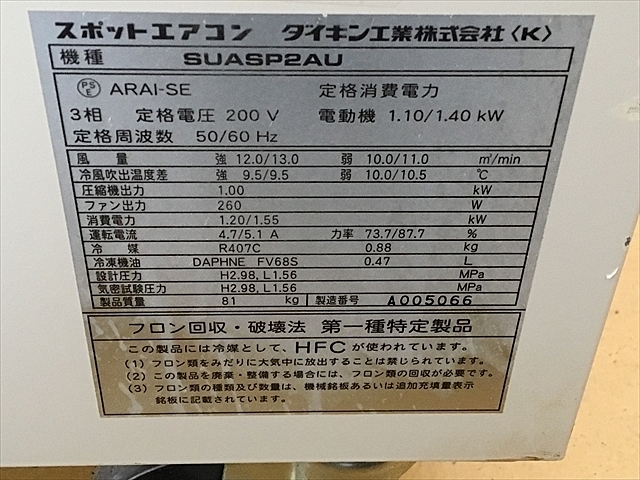 スポットエアコン ダイキン工業株式会社〈K〉
機種 SUASP2AU
PSE ARAI-SE 定格消費電力
3相 定格電圧 200 V 電動機 1.10/1.40 kW
定格周波数 50/60 Hz
風量 強 12.0/13.0 弱 10.0/11.0 m³/min
冷風吹出温度差 強 9.5/9.5 弱 10.0/10.5 ℃
圧縮機出力 1.00 kW
ファン出力 260 W
消費電力 1.20/1.55 kW
運転電流 4.7/5.1 A 力率 73.7/87.7 %
冷媒 R407C 0.88 kg
冷凍機油 DAPHNE FV68S 0.47 L
設計圧力 H2.98, L1.56 MPa
気密試験圧力 H2.98, L1.56 MPa
製品質量 81 kg 製造番号 A005066
フロン回収・破壊法 第一種特定製品
この製品には冷媒として、HFCが使われています。
(1) フロン類をみだりに大気中に放出することは禁じられています。
(2) この製品を廃棄・整備する場合には、フロン類の回収が必要です。
(3) フロン類の種類及び数量は、機械銘板あるいは追加充填量表示
銘板に記載されています。